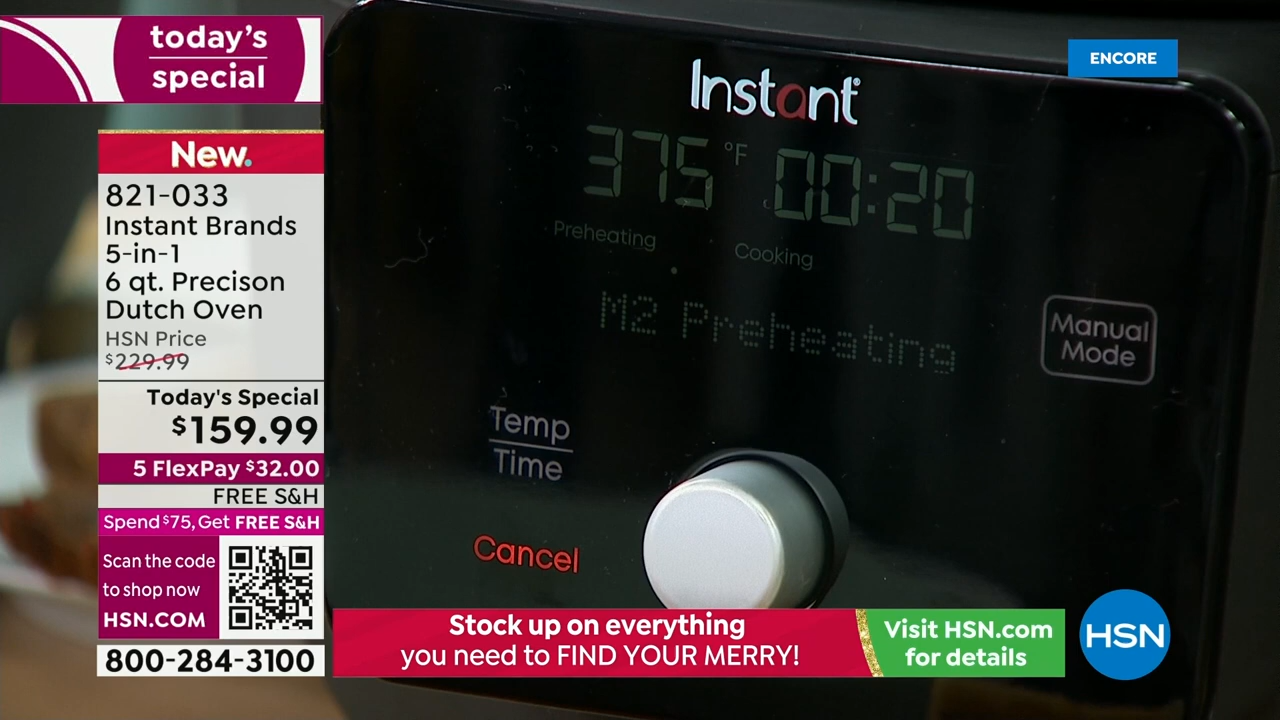 today's
special
ENCORE
New.
821-033
Instant Brands
5-in-1
6 qt. Precison
Dutch Oven
HSN Price
$229.99
Today's Special
$159.99
5 FlexPay $32.00
FREE S&H
Spend $75, Get FREE S&H
Scan the code
to shop now
HSN.COM
800-284-3100
Instant®
375 °F 00:20
Preheating Cooking
M2 Preheating
Manual
Mode
Temp
Time
Cancel
Stock up on everything
you need to FIND YOUR MERRY!
Visit HSN.com
for details
HSN